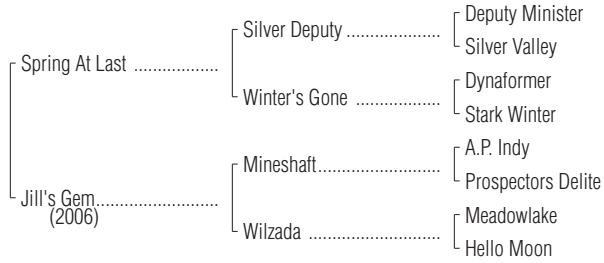 Deputy Minister
Silver Deputy ....................
Silver Valley
Spring At Last ..................
Dynaformer
Winter's Gone ..................
Stark Winter
A.P. Indy
Mineshaft..........................
Prospectors Delite
Jill's Gem..........................
(2006)
Meadowlake
Wilzada ............................
Hello Moon